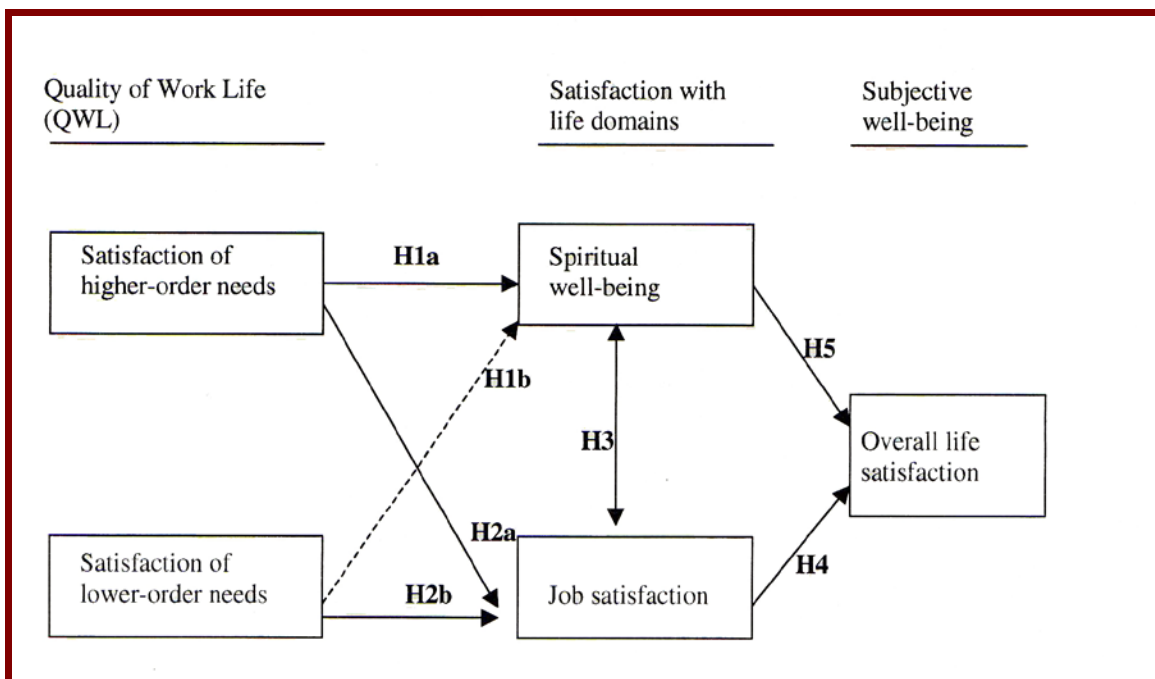 Quality of Work Life
(QWL)
Satisfaction with
life domains
Subjective
well-being
Satisfaction of
higher-order needs
H1a
Spiritual
well-being
H1b
H5
H3
Overall life
satisfaction
Satisfaction of
lower-order needs
H2a
H2b
Job satisfaction
H4